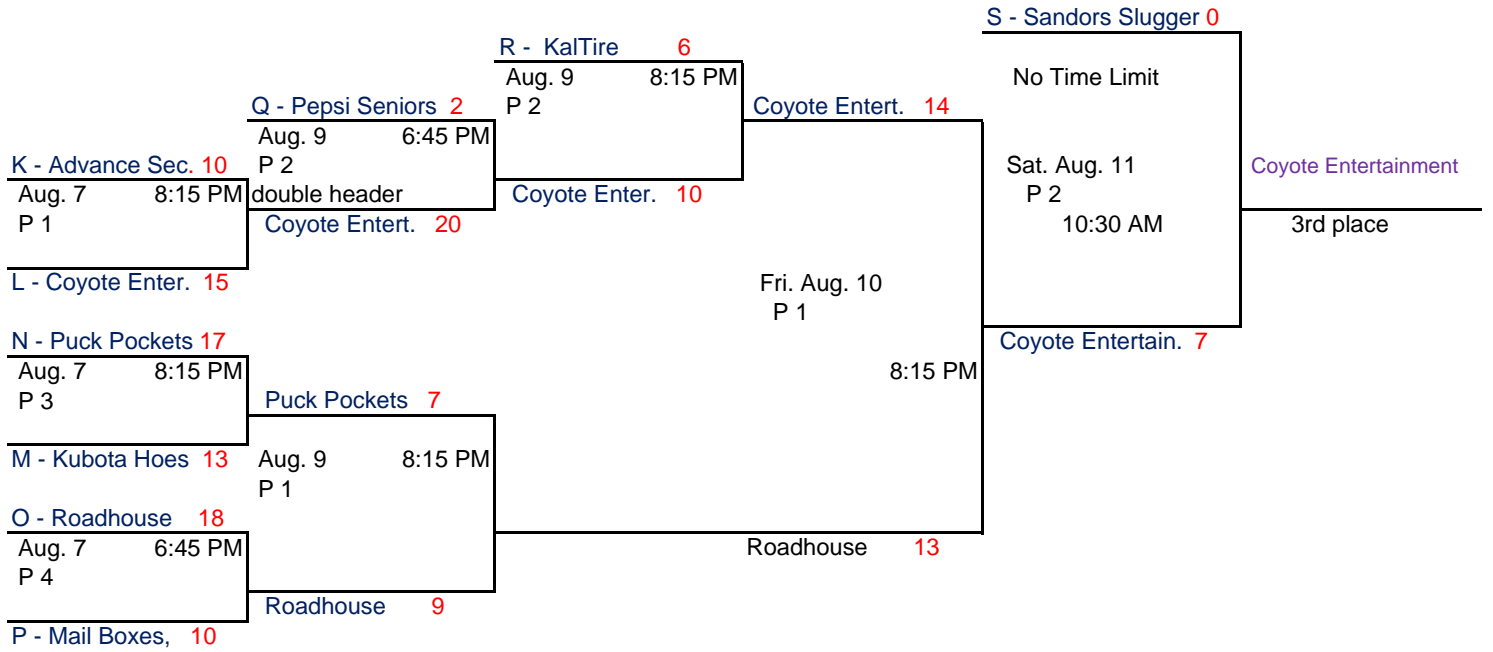 S - Sandors Slugger 0
R - KalTire 6
Aug. 9 8:15 PM No Time Limit
Q - Pepsi Seniors 2 P 2 Coyote Entert. 14
Aug. 9 6:45 PM
K - Advance Sec. 10 P 2 Sat. Aug. 11 Coyote Entertainment
Aug. 7 8:15 PM double header Coyote Enter. 10 P 2
P 1 Coyote Entert. 20 10:30 AM 3rd place
L - Coyote Enter. 15 Fri. Aug. 10
P 1
N - Puck Pockets 17 Coyote Entertain. 7
Aug. 7 8:15 PM 8:15 PM
P 3 Puck Pockets 7
M - Kubota Hoes 13 Aug. 9 8:15 PM
P 1
O - Roadhouse 18
Aug. 7 6:45 PM Roadhouse 13
P 4
Roadhouse 9
P - Mail Boxes, 10